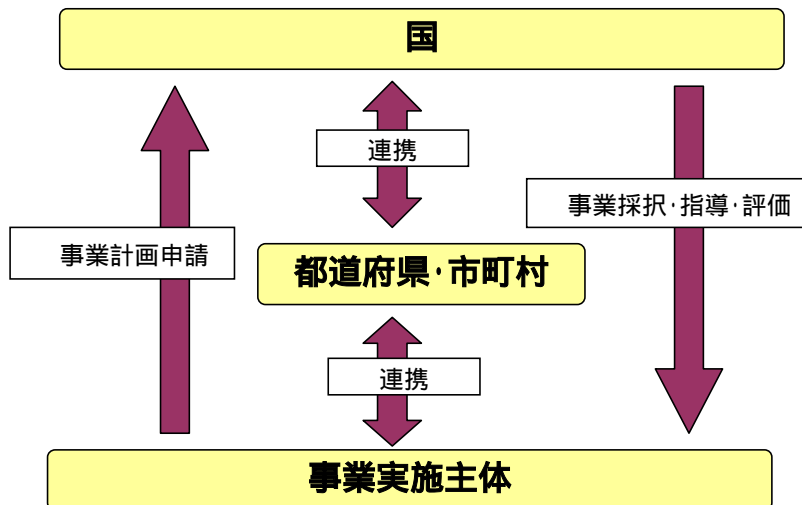 国
連携
事業採択・指導・評価
事業計画申請
都道府県・市町村
連携
事業実施主体